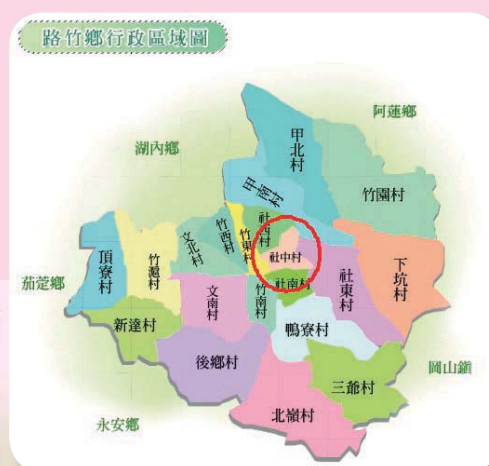 路竹鄉行政區域圖
阿蓮鄉
湖內鄉
甲北村
竹園村
甲南村
社西村
竹東村
竹西村
文北村
社中村
下坑村
頂寮村
竹滬村
茄萣鄉
社東村
社南村
竹南村
文南村
新達村
鴨寮村
後鄉村
三爺村
岡山鎮
北嶺村
永安鄉